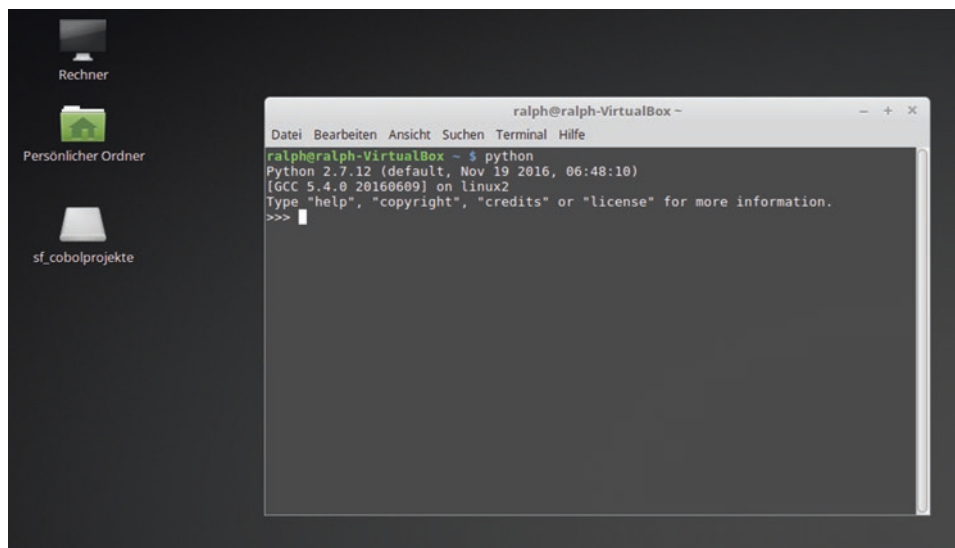 Rechner
Persönlicher Ordner
sf_cobolprojekte
ralph@ralph-VirtualBox ~
Datei Bearbeiten Ansicht Suchen Terminal Hilfe
ralph@ralph-VirtualBox ~ $ python
Python 2.7.12 (default, Nov 19 2016, 06:48:10)
[GCC 5.4.0 20160609] on linux2
Type "help", "copyright", "credits" or "license" for more information.
>>>